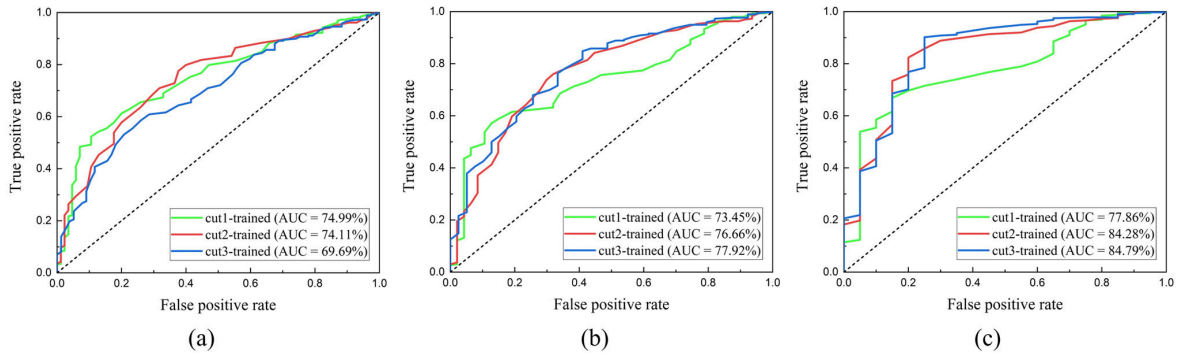 1.0
0.8
0.6
0.4
0.2
0.0
True positive rate
cut1-trained (AUC = 74.99%)
cut2-trained (AUC = 74.11%)
cut3-trained (AUC = 69.69%)
0.0 0.2 0.4 0.6 0.8 1.0
False positive rate
(a)
1.0
0.8
0.6
0.4
0.2
0.0
True positive rate
cut1-trained (AUC = 73.45%)
cut2-trained (AUC = 76.66%)
cut3-trained (AUC = 77.92%)
0.0 0.2 0.4 0.6 0.8 1.0
False positive rate
(b)
1.0
0.8
0.6
0.4
0.2
0.0
True positive rate
cut1-trained (AUC = 77.86%)
cut2-trained (AUC = 84.28%)
cut3-trained (AUC = 84.79%)
0.0 0.2 0.4 0.6 0.8 1.0
False positive rate
(c)